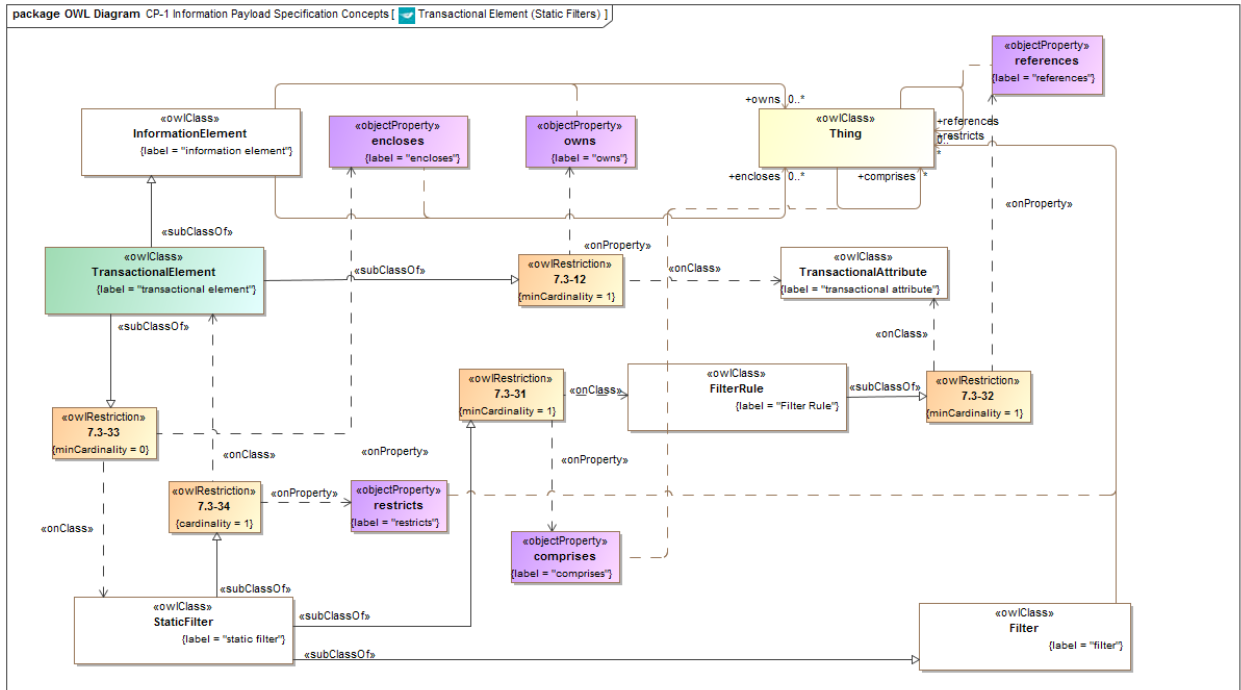 package OWL Diagram CP-1 Information Payload Specification Concepts [ Transactional Element (Static Filters) ]
«objectProperty»
references
{label = "references"}
+owns 0..*
«owlClass»
InformationElement
{label = "information element"}
«objectProperty»
encloses
{label = "encloses"}
«objectProperty»
owns
{label = "owns"}
«owlClass»
Thing
+references
+restricts
0..*
*
+encloses 0..*
+comprises *
«onProperty»
«subClassOf»
«owlClass»
TransactionalElement
{label = "transactional element"}
«subClassOf»
«onProperty»
«owlRestriction»
7.3-12
{minCardinality = 1}
«onClass»
«owlClass»
TransactionalAttribute
{label = "transactional attribute"}
«subClassOf»
«onClass»
«owlRestriction»
7.3-31
{minCardinality = 1}
«onClass»
«owlClass»
FilterRule
{label = "Filter Rule"}
«subClassOf»
«owlRestriction»
7.3-32
{minCardinality = 1}
«owlRestriction»
7.3-33
{minCardinality = 0}
«onClass»
«onProperty»
«onProperty»
«owlRestriction»
7.3-34
{cardinality = 1}
«onProperty»
«objectProperty»
restricts
{label = "restricts"}
«onClass»
«objectProperty»
comprises
{label = "comprises"}
«subClassOf»
«owlClass»
StaticFilter
{label = "static filter"}
«subClassOf»
«subClassOf»
«owlClass»
Filter
{label = "filter"}